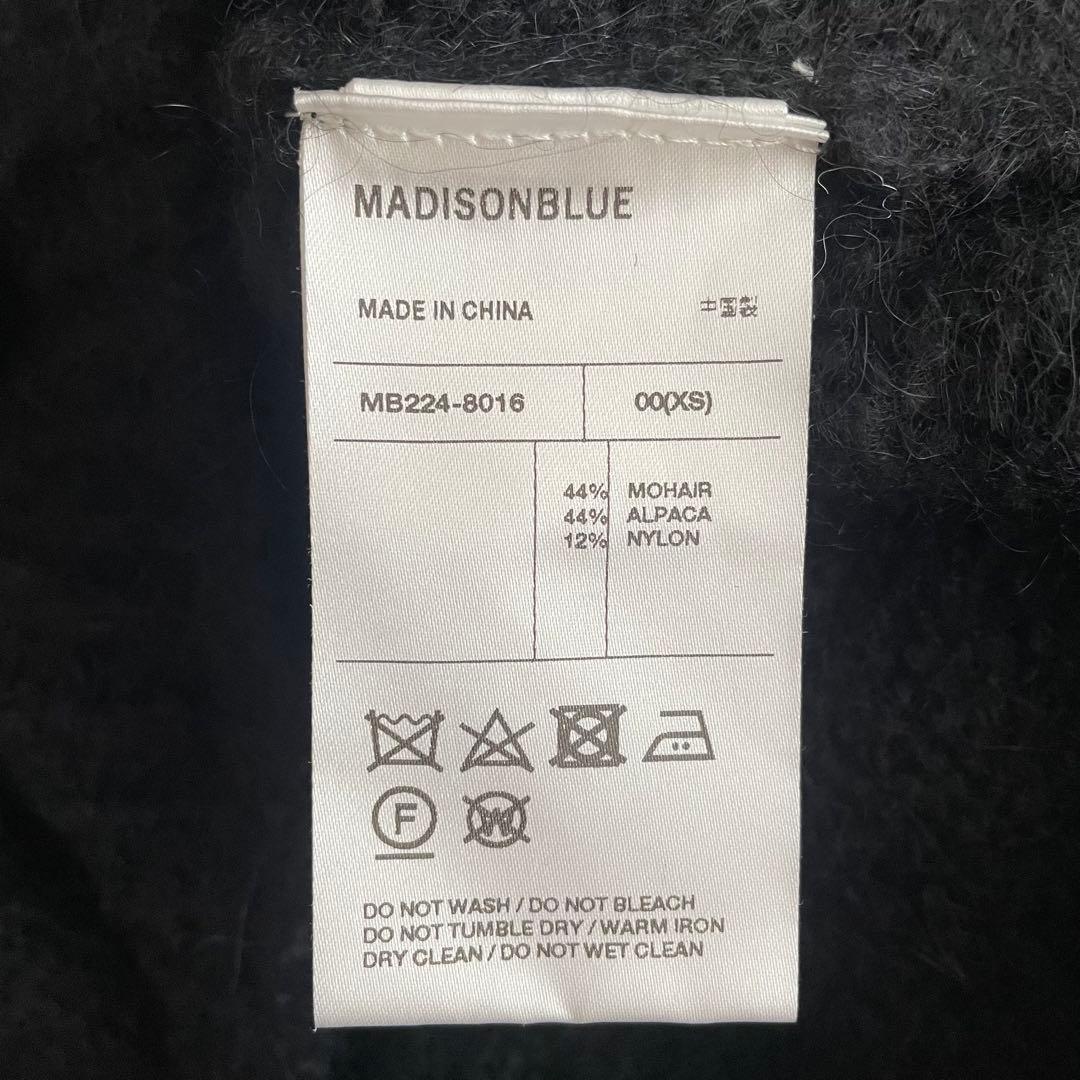 MADISONBLUE
MADE IN CHINA 中国製
MB224-8016 00(XS)
44% MOHAIR
44% ALPACA
12% NYLON
F W
DO NOT WASH / DO NOT BLEACH
DO NOT TUMBLE DRY / WARM IRON
DRY CLEAN / DO NOT WET CLEAN